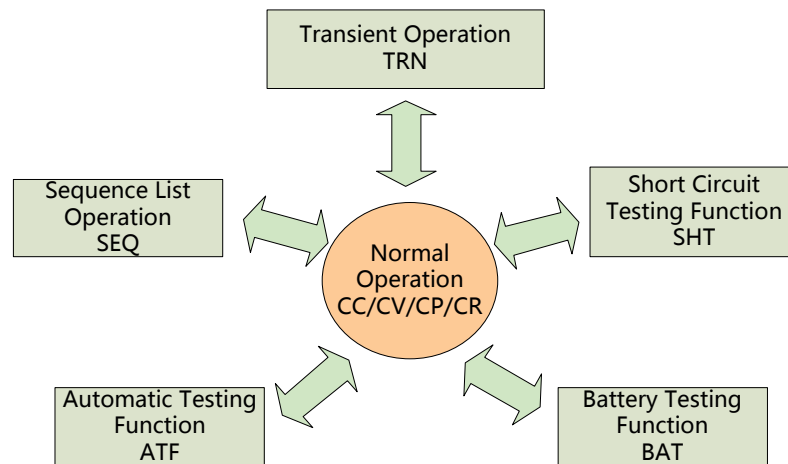 Transient Operation
TRN
Sequence List
Operation
SEQ
Short Circuit
Testing Function
SHT
Normal
Operation
CC/CV/CP/CR
Automatic Testing
Function
ATF
Battery Testing
Function
BAT